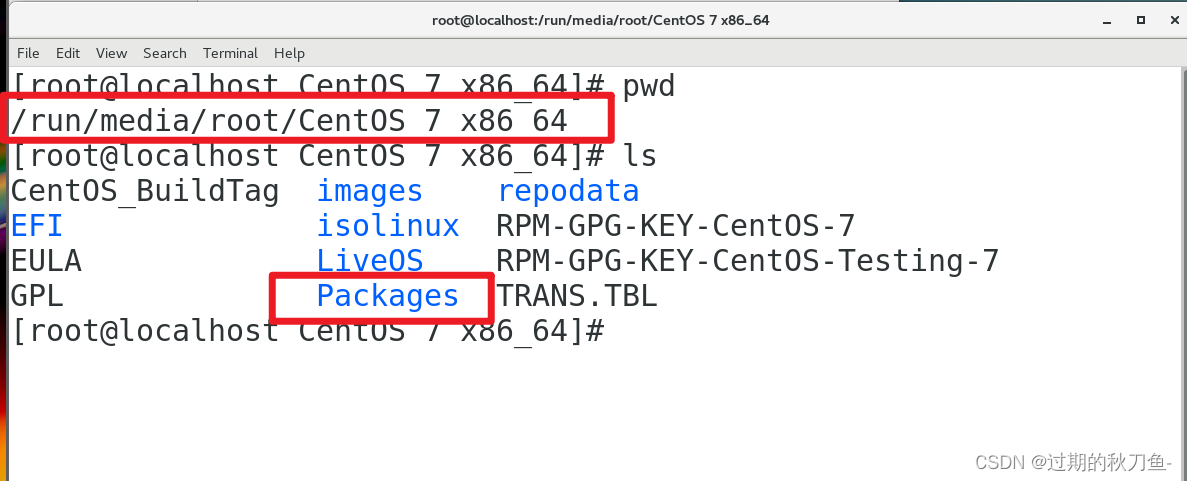 root@localhost:/run/media/root/CentOS 7 x86_64
File Edit View Search Terminal Help
[root@localhost CentOS 7 x86_64]# pwd
/run/media/root/CentOS 7 x86_64
[root@localhost CentOS 7 x86_64]# ls
CentOS_BuildTag images repodata
EFI isolinux RPM-GPG-KEY-CentOS-7
EULA LiveOS RPM-GPG-KEY-CentOS-Testing-7
GPL Packages TRANS.TBL
[root@localhost CentOS 7 x86_64]#
CSDN @过期的秋刀鱼-